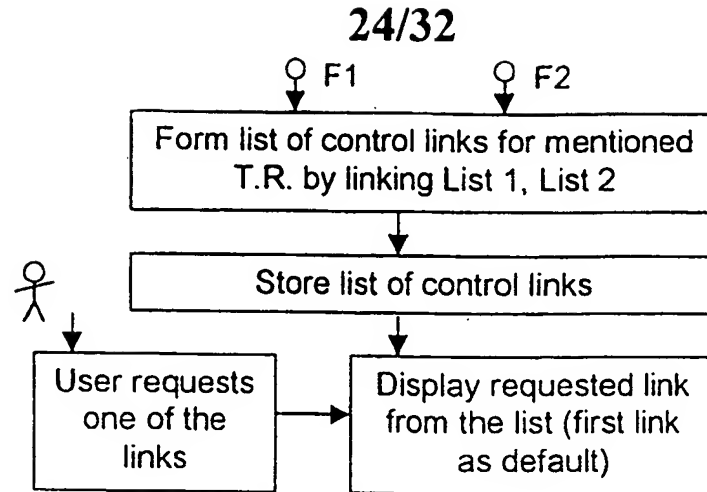 24/32
F1 F2
Form list of control links for mentioned
T.R. by linking List 1, List 2
Store list of control links
User requests
one of the
links
Display requested link
from the list (first link
as default)